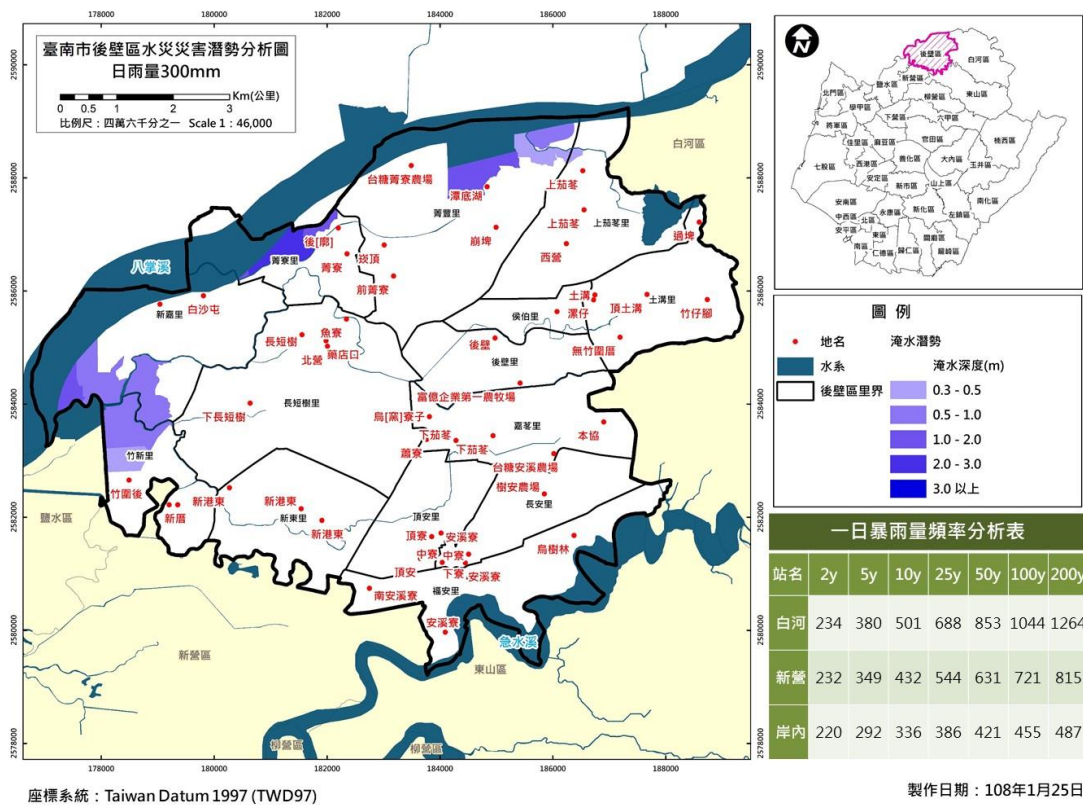 臺南市後壁區水災災害潛勢分析圖
日雨量300mm
0 0.5 1 2 3 Km(公里)
比例尺：四萬六千分之一 Scale 1：46,000
178000 180000 182000 184000 186000 188000
2590000
2588000
2586000
2584000
2582000
2580000
2578000
白河區
台糖菁寮農場
潭底湖
上茄苳
菁豐里
上茄苳
上茄苳里
過埤
後[廓]
崩埤
西營
崁頂
菁寮
菁寮里
八掌溪
前菁寮
白沙屯
新嘉里
土溝
頂土溝
土溝里
竹仔腳
漯仔
侯伯里
魚寮
長短樹
北營
藥店口
後壁
無竹圍厝
後壁里
富億企業第一農牧場
長短樹里
下長短樹
烏[窯]寮子
嘉苳里
本協
下茄苳
下茄苳
蕭寮
竹新里
台糖安溪農場
竹圍後
樹安農場
長安里
新港東
新厝
新港東
新東里
新港東
鹽水區
頂安里
頂寮
安溪寮
烏樹林
中寮
中寮
頂安
下寮
安溪寮
南安溪寮
福安里
安溪寮
急水溪
新營區
東山區
柳營區
柳營區
178000 180000 182000 184000 186000 188000
座標系統：Taiwan Datum 1997 (TWD97)
N
後壁區
白河區
鹽水區
新營區
北門區
學甲區
柳營區
東山區
下營區
六甲區
將軍區
官田區
楠西區
佳里區
麻豆區
七股區
西港區
善化區
大內區
玉井區
安定區
新市區
山上區
安南區
南化區
永康區
新化區
左鎮區
中西區
北區
安平區
東區
關廟區
南區
仁德區
歸仁區
龍崎區
圖 例
地名
水系
後壁區里界
淹水潛勢
淹水深度(m)
0.3 - 0.5
0.5 - 1.0
1.0 - 2.0
2.0 - 3.0
3.0 以上
一日暴雨量頻率分析表
站名 2y 5y 10y 25y 50y 100y 200y
白河 234 380 501 688 853 1044 1264
新營 232 349 432 544 631 721 815
岸內 220 292 336 386 421 455 487
製作日期：108年1月25日